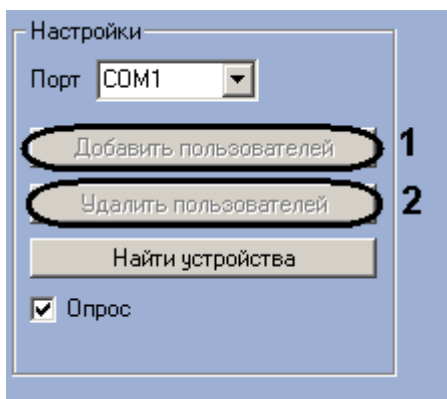 Настройки
Порт COM1
Добавить пользователей 1
Удалить пользователей 2
Найти устройства
Опрос